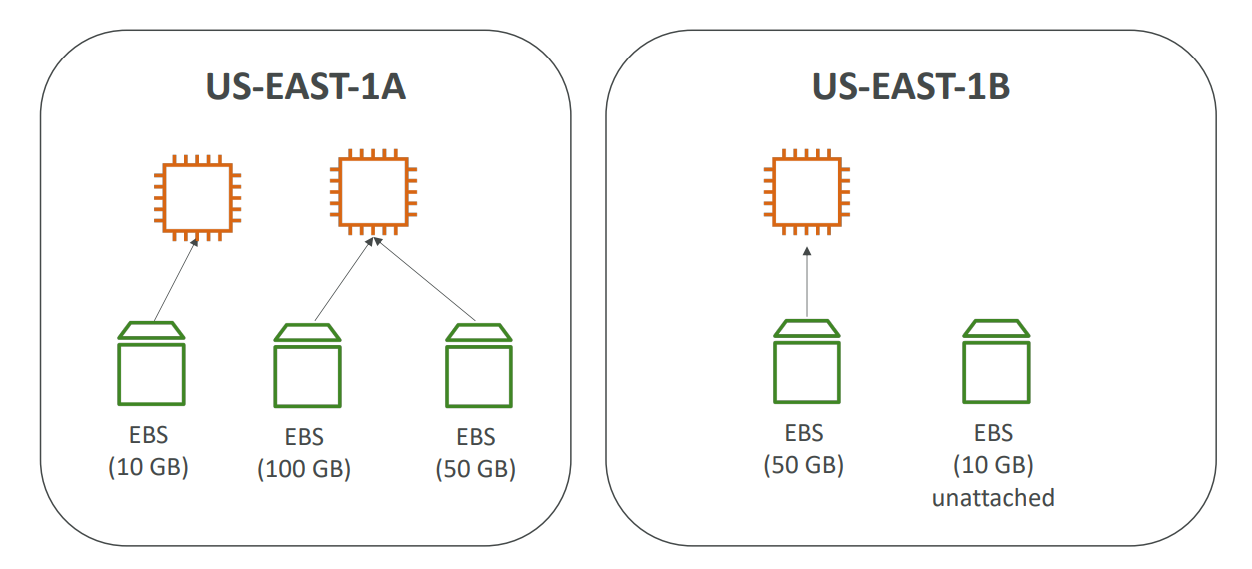 US-EAST-1A
EBS
(10 GB)
EBS
(100 GB)
EBS
(50 GB)
US-EAST-1B
EBS
(50 GB)
EBS
(10 GB)
unattached